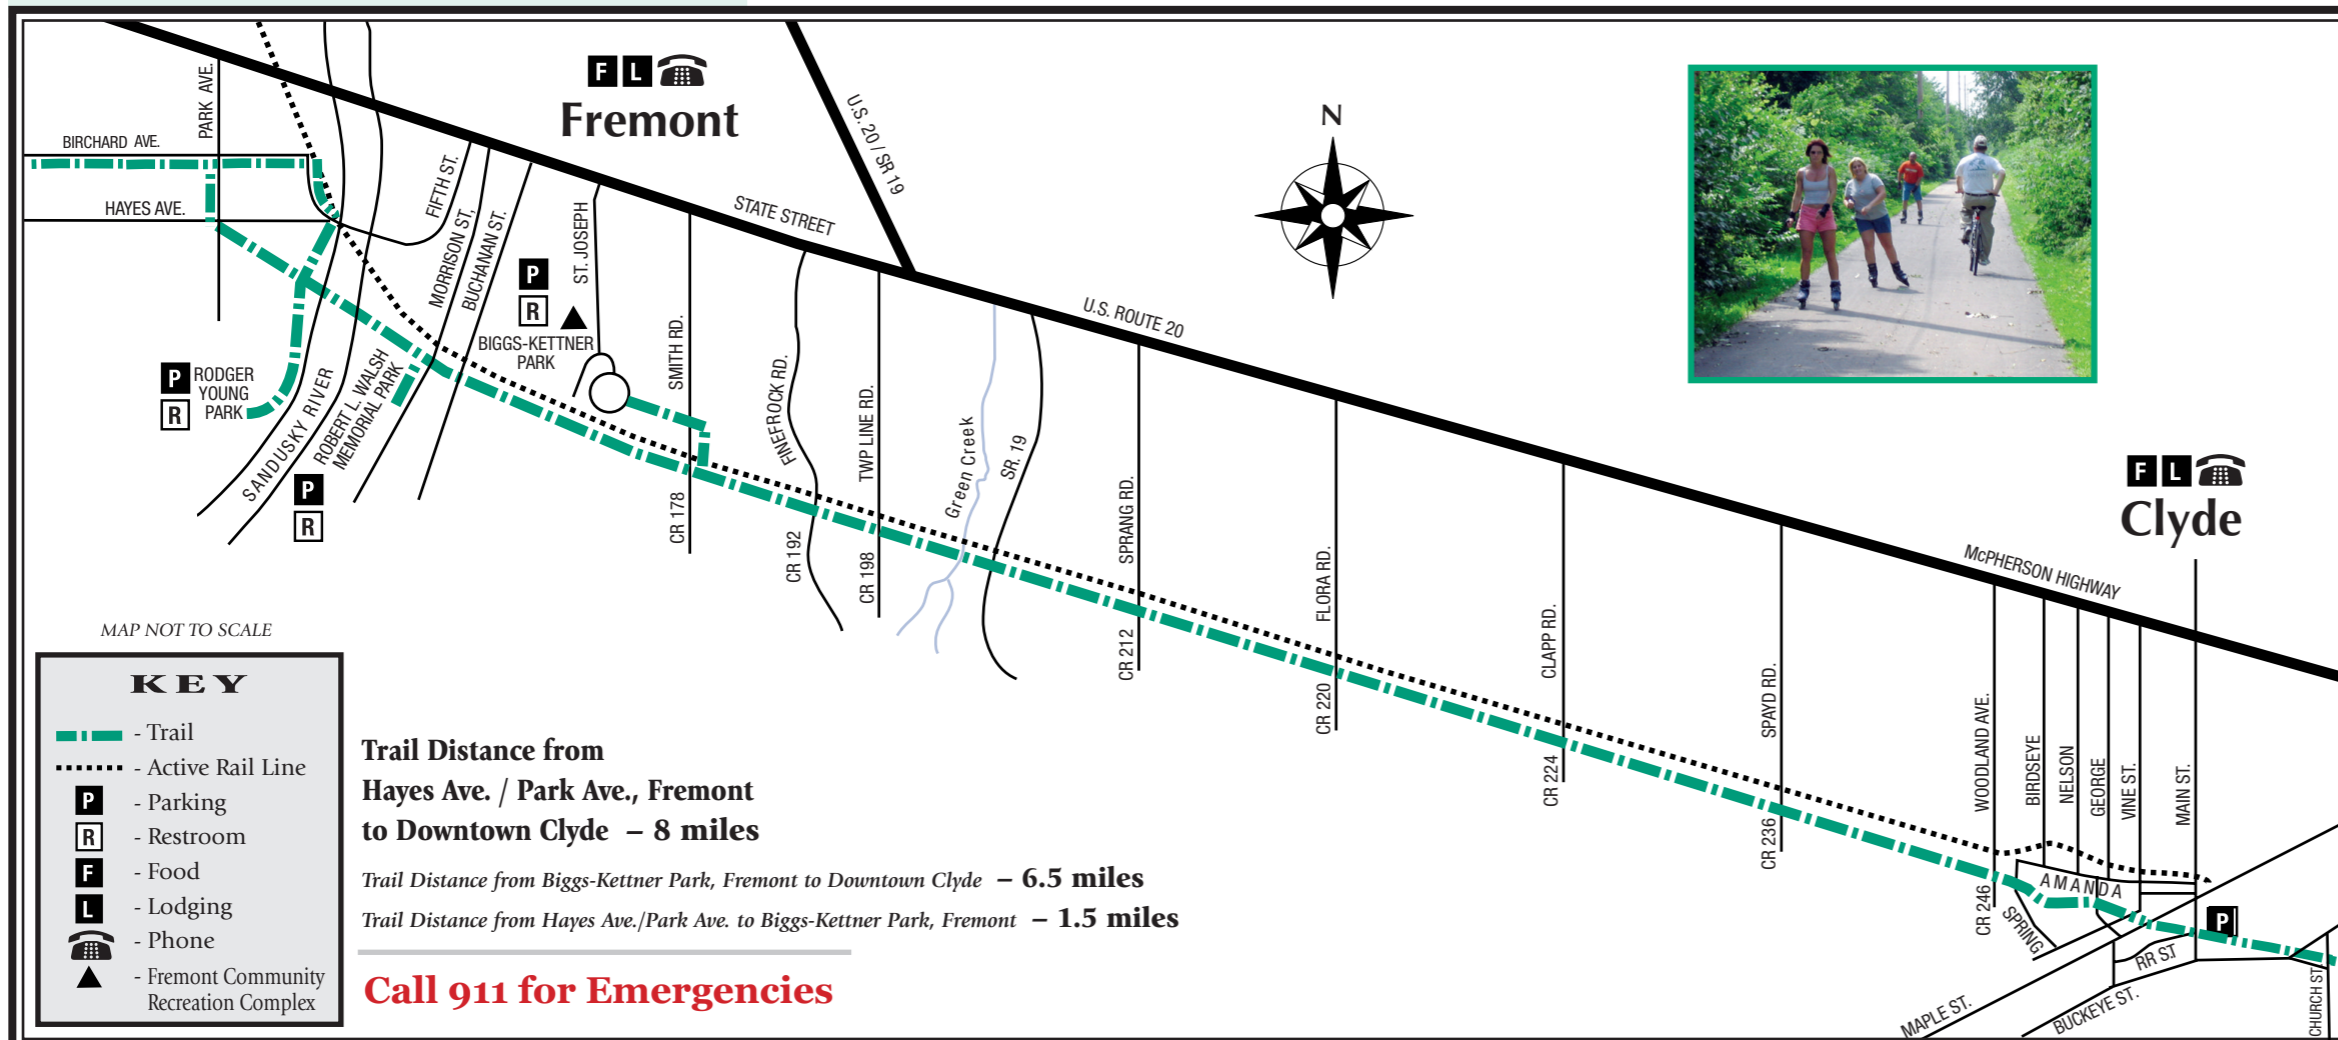 F L
Fremont
PARK AVE.
BIRCHARD AVE.
HAYES AVE.
FIFTH ST.
MORRISON ST,
BUCHANAN ST.
ST. JOSEPH
U.S. 20 / SR 19
STATE STREET
N
U.S. ROUTE 20
P
R
BIGGS-KETTNER
PARK
SMITH RD.
FINEFROCK RD.
TWP LINE RD.
Green Creek
SR. 19
SPRANG RD.
FLORA RD.
CLAPP RD.
SPAYD RD.
P
R
RODGER
YOUNG
PARK
SANDUSKY RIVER
ROBERT L. WALSH
MEMORIAL PARK
P
R
CR 178
CR 192
CR 198
CR 212
CR 220
CR 224
CR 236
CR 246
F L
Clyde
McPHERSON HIGHWAY
WOODLAND AVE.
BIRDSEYE
NELSON
GEORGE
VINE ST.
MAIN ST.
AMANDA
SPRING
P
RR ST
MAPLE ST.
BUCKEYE ST.
CHURCH ST.
MAP NOT TO SCALE
KEY
- Trail
- Active Rail Line
P - Parking
R - Restroom
F - Food
L - Lodging
- Phone
- Fremont Community
Recreation Complex
Trail Distance from
Hayes Ave. / Park Ave., Fremont
to Downtown Clyde – 8 miles
Trail Distance from Biggs-Kettner Park, Fremont to Downtown Clyde – 6.5 miles
Trail Distance from Hayes Ave./Park Ave. to Biggs-Kettner Park, Fremont – 1.5 miles
Call 911 for Emergencies